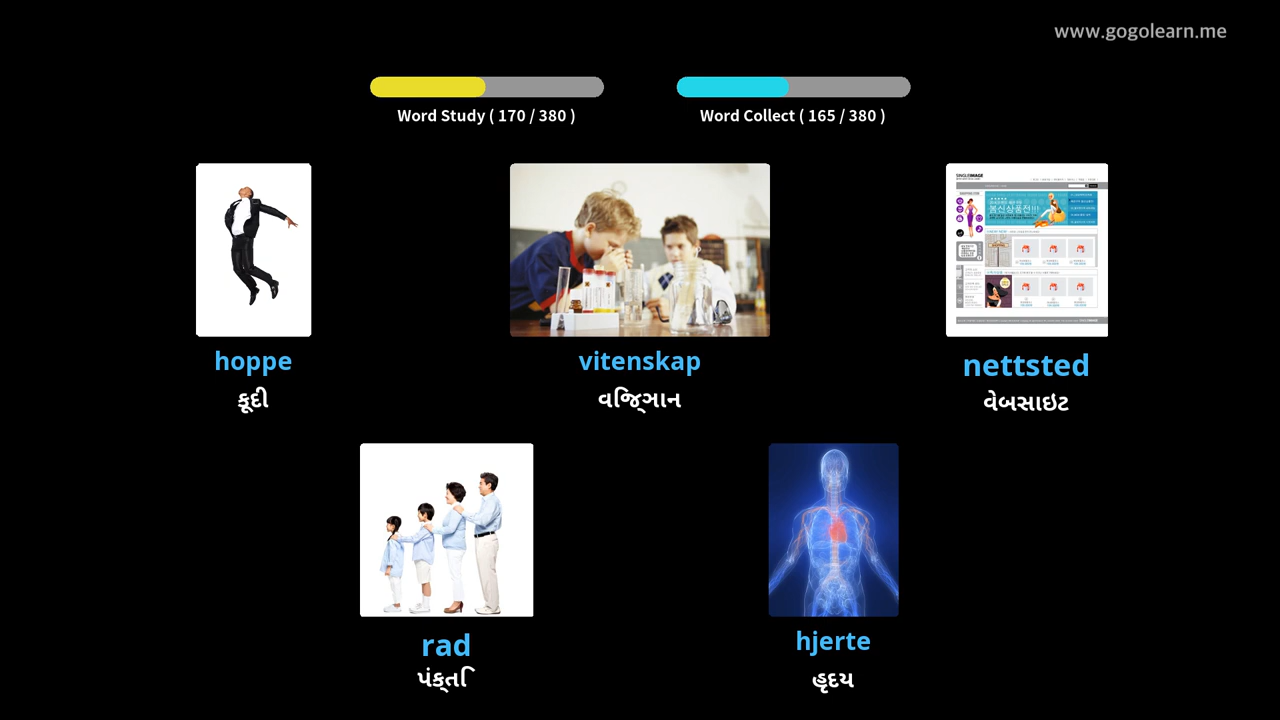 www.gogolearn.me
Word Study ( 170 / 380 )
Word Collect ( 165 / 380 )
hoppe
કૂદી
vitenskap
વિજ્ઞાન
nettsted
વેબસાઇટ
rad
પંક્તિ
hjerte
હૃદય